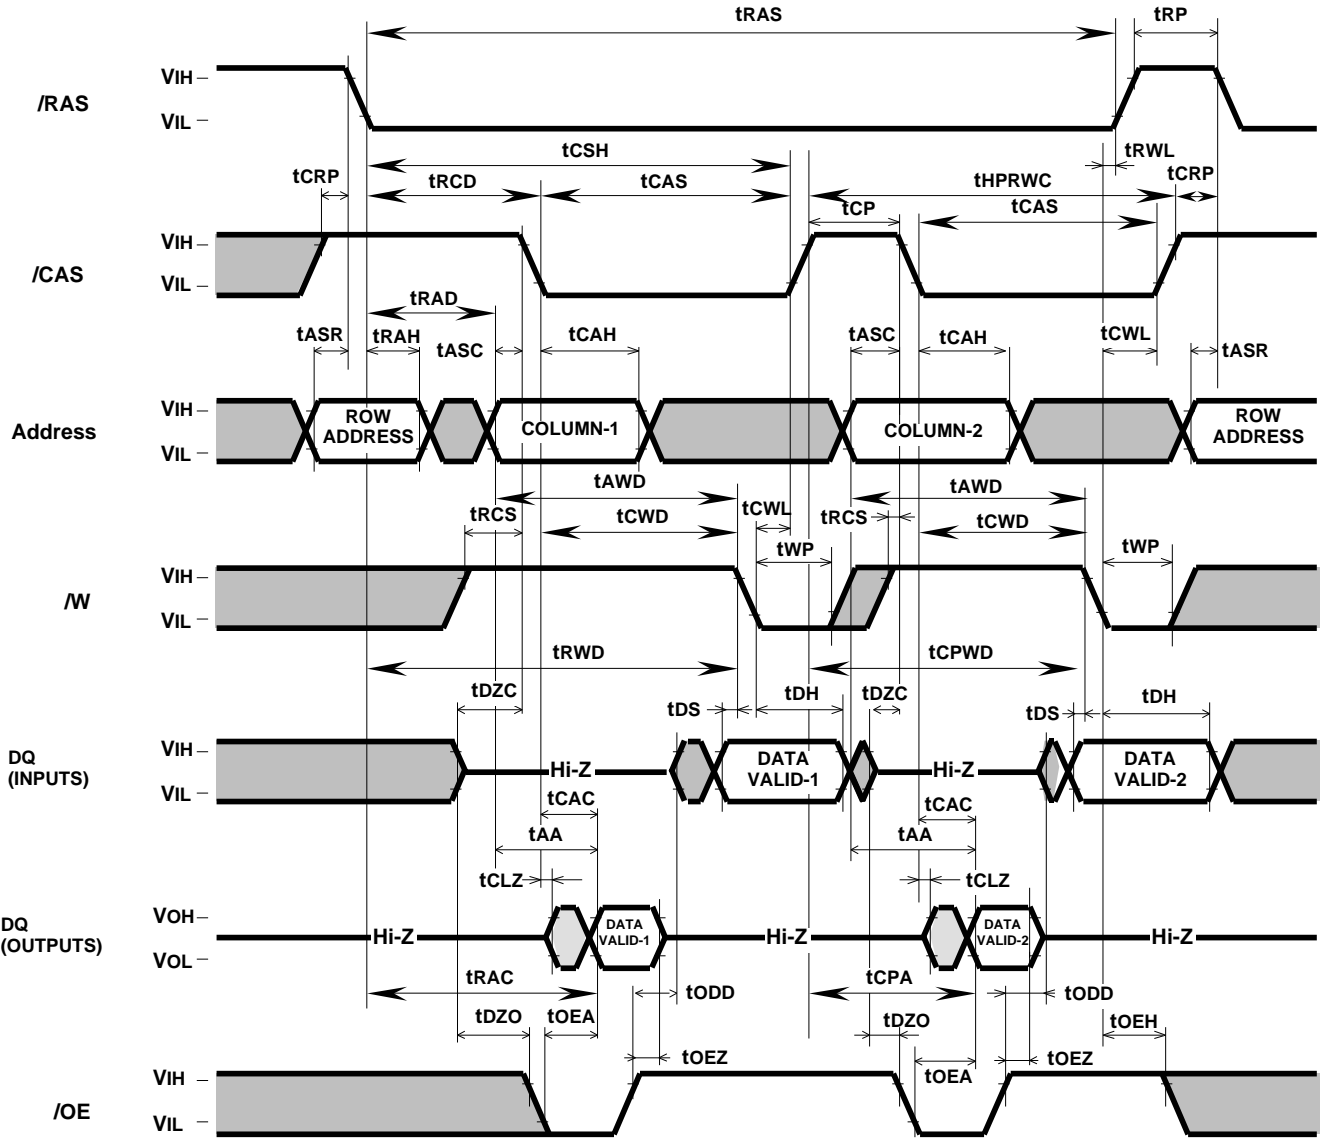 tRAS
tRP
/RAS
VIH
VIL
tRWL
tCSH
tCRP
tRCD
tCAS
tHPRWC
tCRP
tCP
tCAS
/CAS
VIH
VIL
tRAD
tASR
tRAH
tASC
tCAH
tASC
tCAH
tCWL
tASR
Address
VIH
VIL
ROW
ADDRESS
COLUMN-1
COLUMN-2
ROW
ADDRESS
tAWD
tAWD
tRCS
tCWD
tCWL
tRCS
tCWD
tWP
tWP
/W
VIH
VIL
tRWD
tCPWD
tDZC
tDS
tDH
tDZC
tDS
tDH
DQ
(INPUTS)
VIH
VIL
Hi-Z
DATA
VALID-1
Hi-Z
DATA
VALID-2
tCAC
tCAC
tAA
tAA
tCLZ
tCLZ
DQ
(OUTPUTS)
VOH
VOL
Hi-Z
DATA
VALID-1
Hi-Z
DATA
VALID-2
Hi-Z
tRAC
tODD
tCPA
tODD
tDZO
tOEA
tDZO
tOEH
tOEZ
tOEA
tOEZ
/OE
VIH
VIL